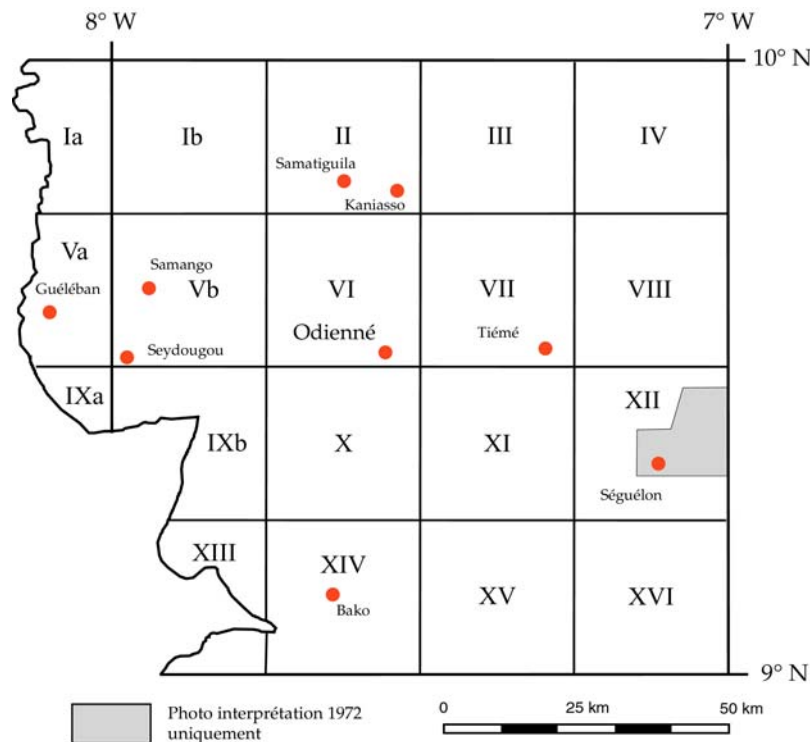 8° W
7° W
10° N
Ia
Ib
II
III
IV
Samatiguila
Kaniasso
Va
Samango
Guéléban
Vb
VI
VII
VIII
Odienné
Tiémé
Seydougou
IXa
XII
IXb
X
XI
Séguélon
XIII
XIV
XV
XVI
Bako
9° N
Photo interprétation 1972
uniquement
0
25 km
50 km